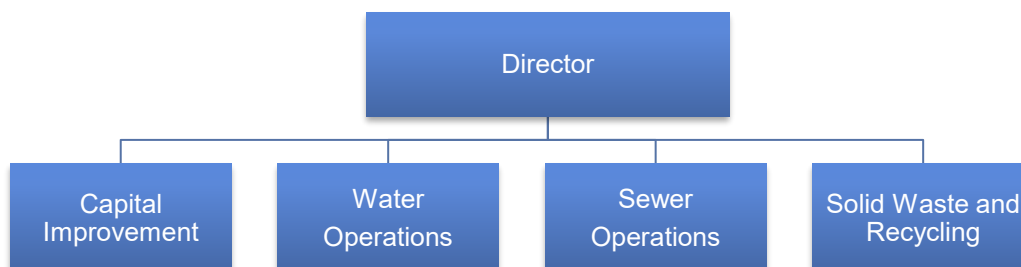 Director
Capital
Improvement
Water
Operations
Sewer
Operations
Solid Waste and
Recycling